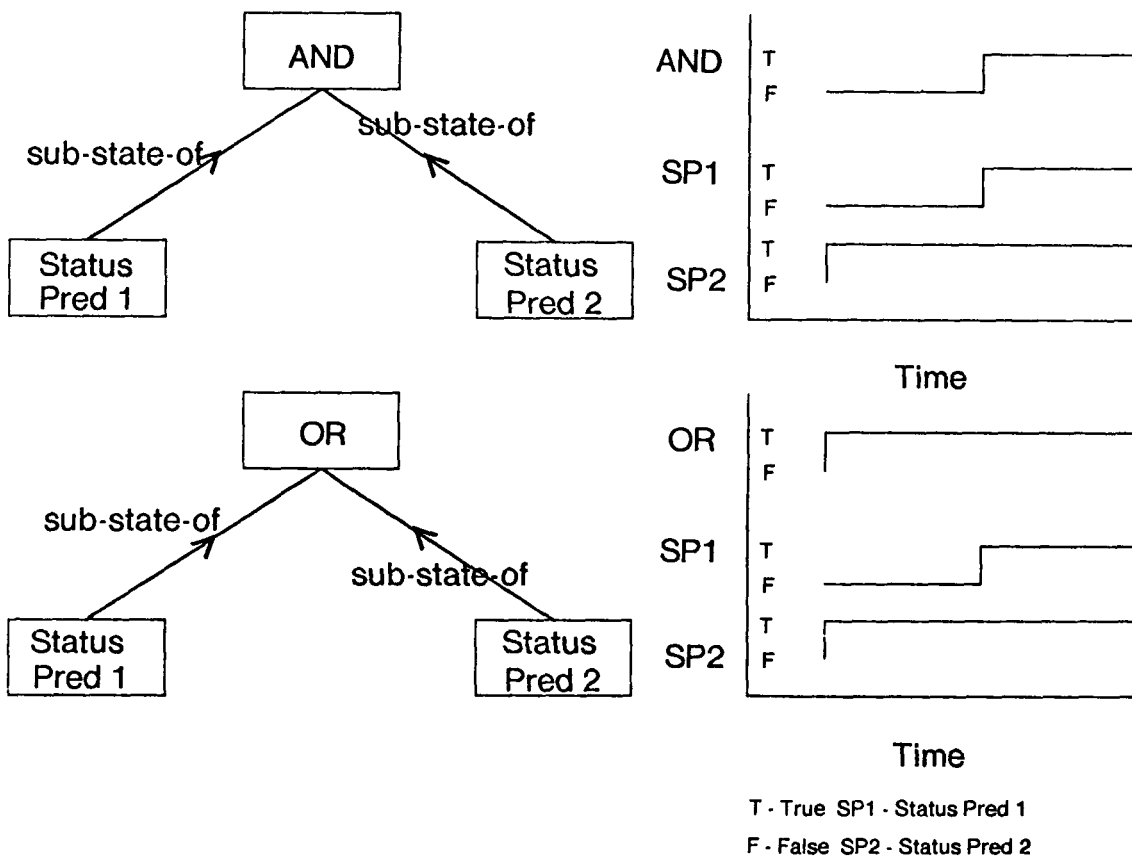 AND
sub-state-of
sub-state-of
Status
Pred 1
Status
Pred 2
AND
T
F
SP1
T
F
SP2
T
F
Time
OR
sub-state-of
sub-state-of
Status
Pred 1
Status
Pred 2
OR
T
F
SP1
T
F
SP2
T
F
Time
T - True SP1 - Status Pred 1
F - False SP2 - Status Pred 2